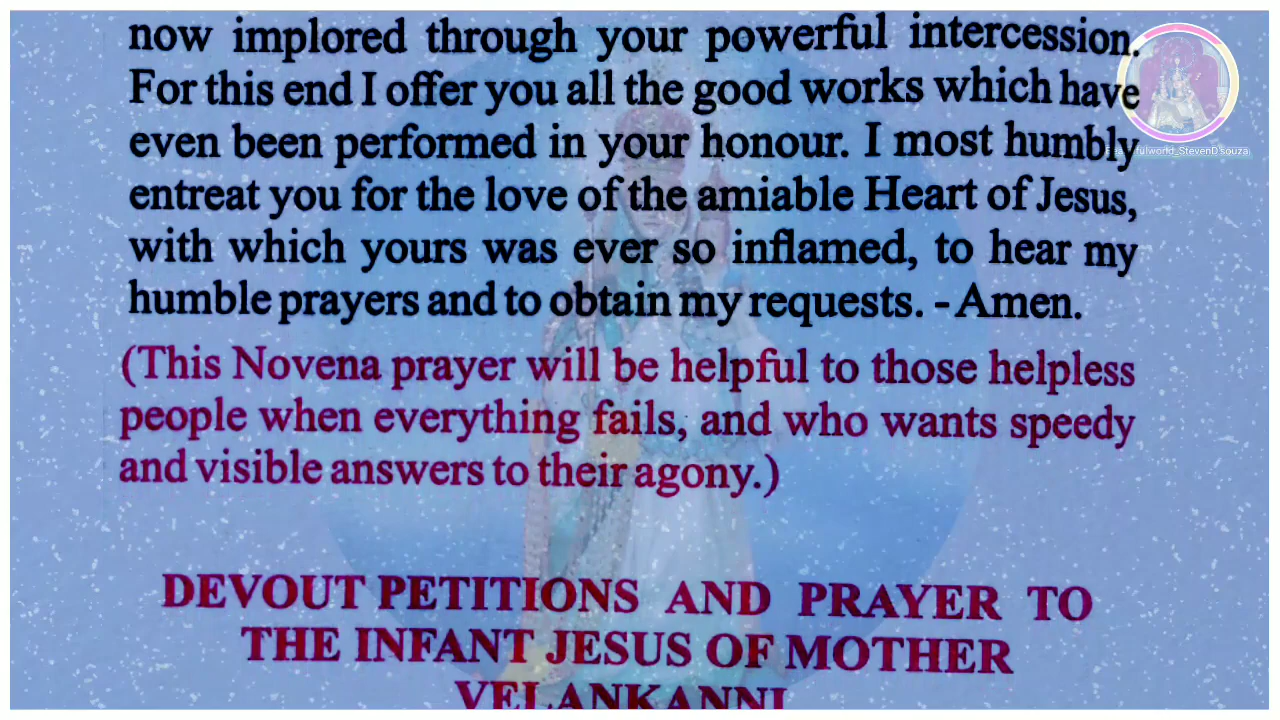 now implored through your powerful intercession.
For this end I offer you all the good works which have
even been performed in your honour. I most humbly
entreat you for the love of the amiable Heart of Jesus,
with which yours was ever so inflamed, to hear my
humble prayers and to obtain my requests. - Amen.
(This Novena prayer will be helpful to those helpless
people when everything fails, and who wants speedy
and visible answers to their agony.)
DEVOUT PETITIONS AND PRAYER TO
THE INFANT JESUS OF MOTHER
VELANKANNI